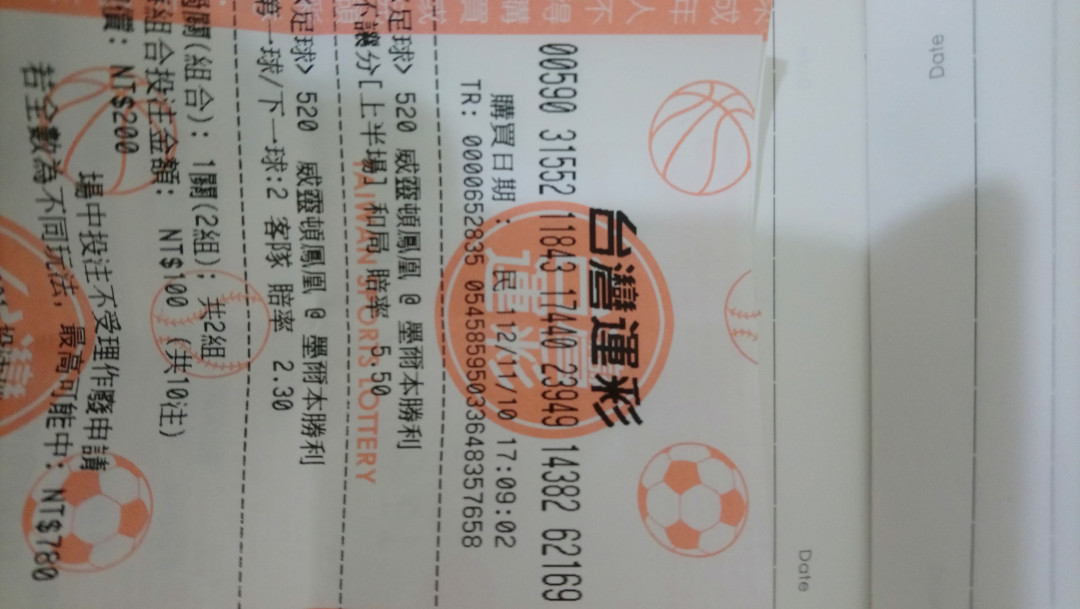 台灣運彩
00590 31552 11843 17440 23949 14382 62169
購買日期 : 民 112/11/10 17:09:02
TR: 0000652835 0545859503364835​7658
足球> 520 威靈頓鳳凰 @ 墨爾本勝利
不讓分[上半場] 和局 賠率 5.50
TAIWAN SPORTS LOTTERY
足球> 520 威靈頓鳳凰 @ 墨爾本勝利
第一球/下一球:2 客隊 賠率 2.30
過關(組合): 1關(2組); 共2組
組合投注金額: NT$100 (共10注)
NT$200
場中投注不受理作廢申請
若全數為不同玩法, 最高可能中: NT$780
Date
Date